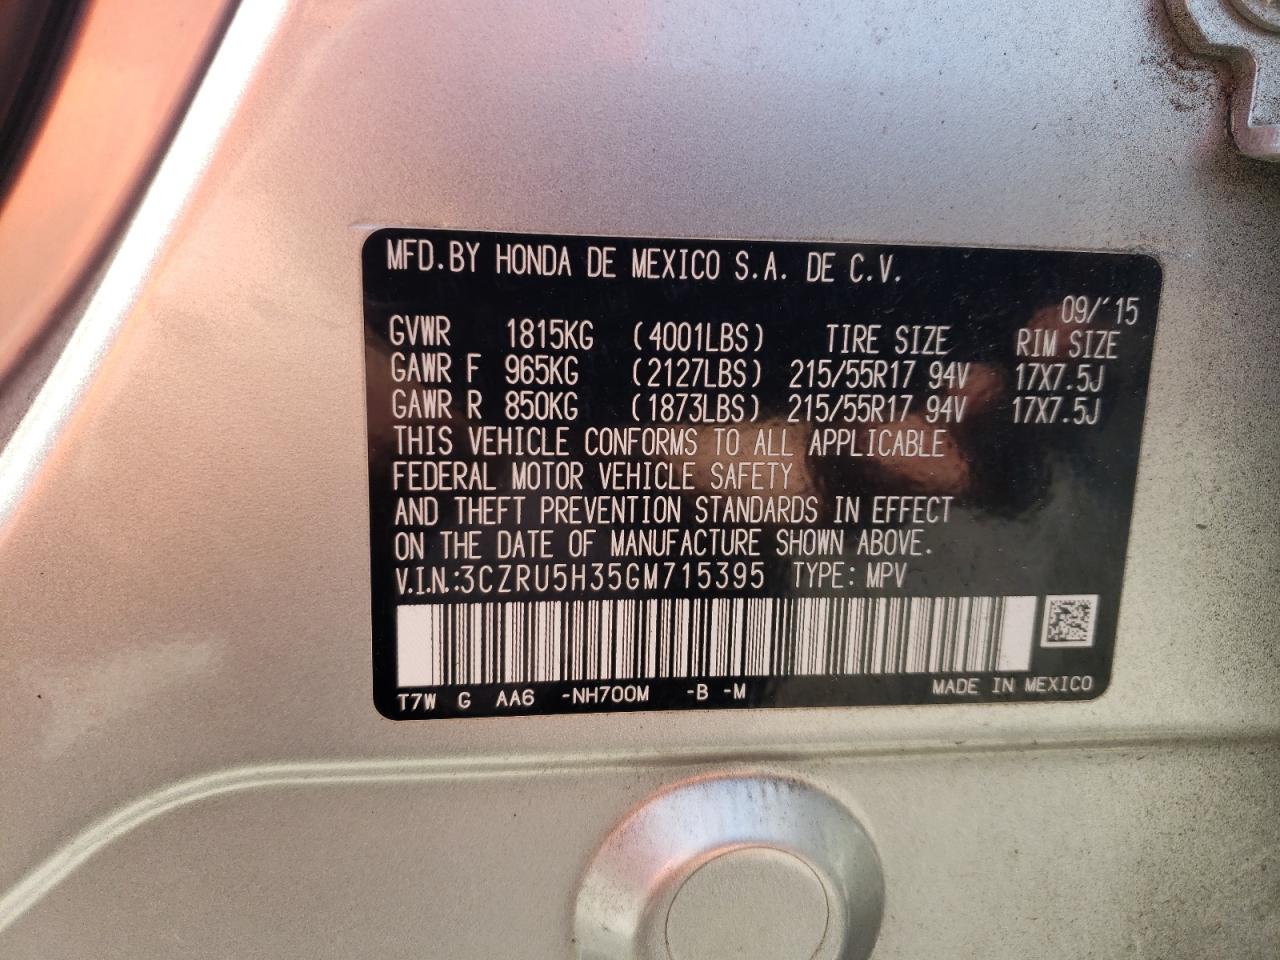 MFD.BY HONDA DE MEXICO S.A. DE C.V.
09/'15
GVWR 1815KG (4001LBS) TIRE SIZE RIM SIZE
GAWR F 965KG (2127LBS) 215/55R17 94V 17X7.5J
GAWR R 850KG (1873LBS) 215/55R17 94V 17X7.5J
THIS VEHICLE CONFORMS TO ALL APPLICABLE
FEDERAL MOTOR VEHICLE SAFETY
AND THEFT PREVENTION STANDARDS IN EFFECT
ON THE DATE OF MANUFACTURE SHOWN ABOVE.
V.I.N.:3CZRU5H35GM715395 TYPE: MPV
T7W G AA6 -NH700M -B -M MADE IN MEXICO